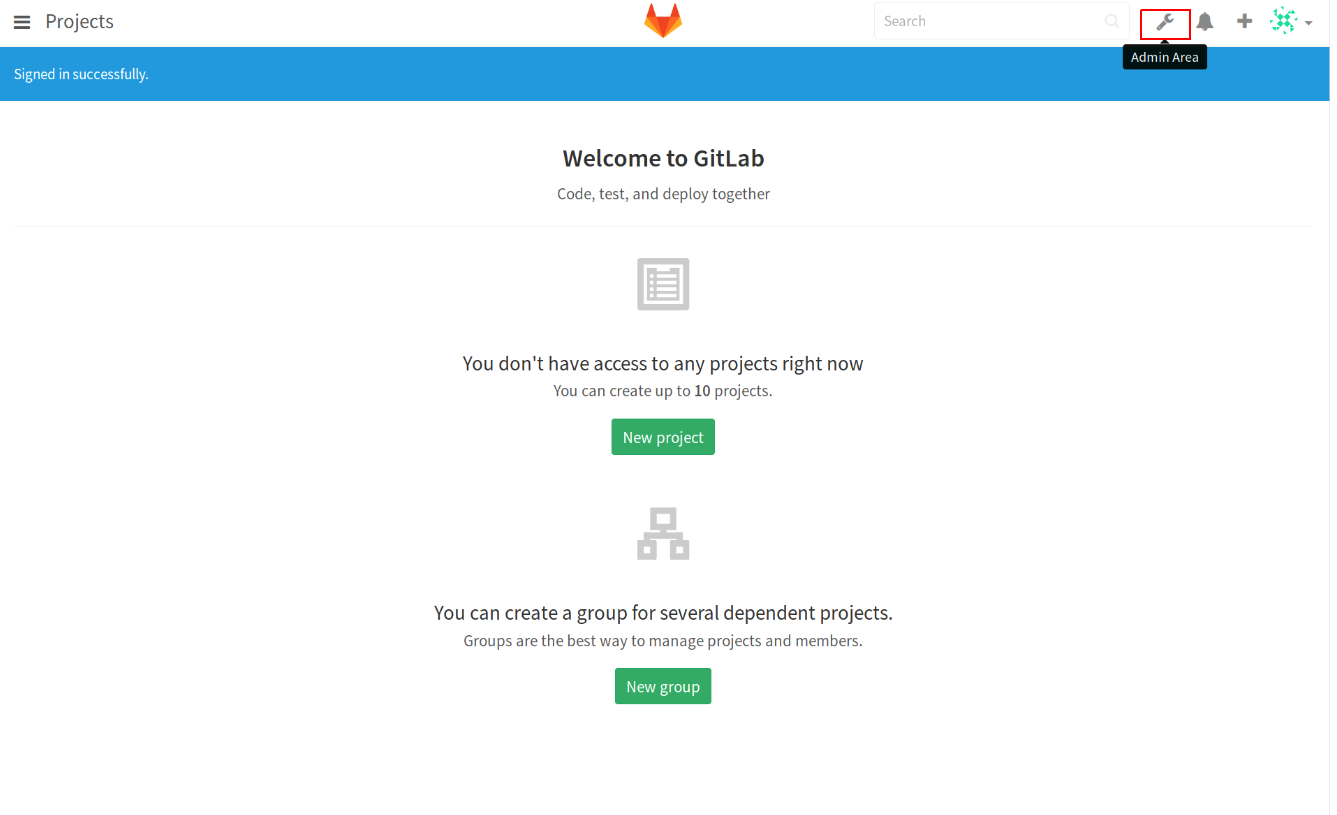 Projects
Search
Admin Area
Signed in successfully.
Welcome to GitLab
Code, test, and deploy together
You don't have access to any projects right now
You can create up to 10 projects.
New project
You can create a group for several dependent projects.
Groups are the best way to manage projects and members.
New group